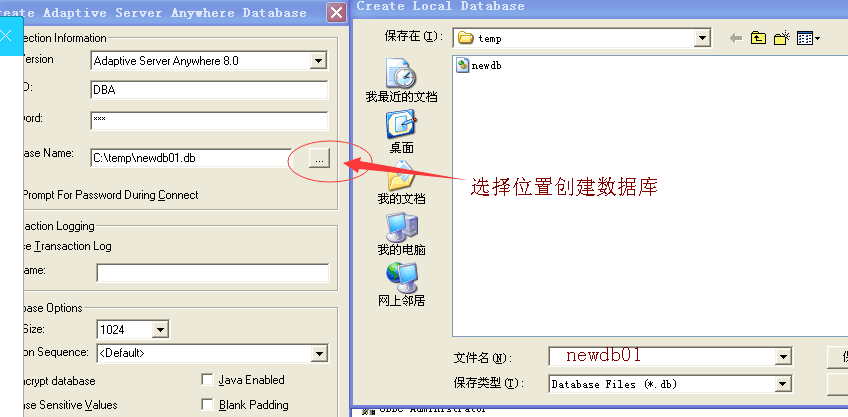 reate Adaptive Server Anywhere Database
ection Information
ersion
Adaptive Server Anywhere 8.0
D:
DBA
ord:
***
ase Name:
C:\temp\newdb01.db
...
Prompt For Password During Connect
action Logging
ce Transaction Log
ame:
base Options
Size:
1024
on Sequence:
<Default>
ncrypt database
Java Enabled
ase Sensitive Values
Blank Padding
Create Local Database
保存在(I):
temp
newdb
我最近的文档
桌面
我的文档
我的电脑
网上邻居
选择位置创建数据库
文件名(N):
newdb01
保存类型(T):
Database Files (*.db)
ODBC Administrator